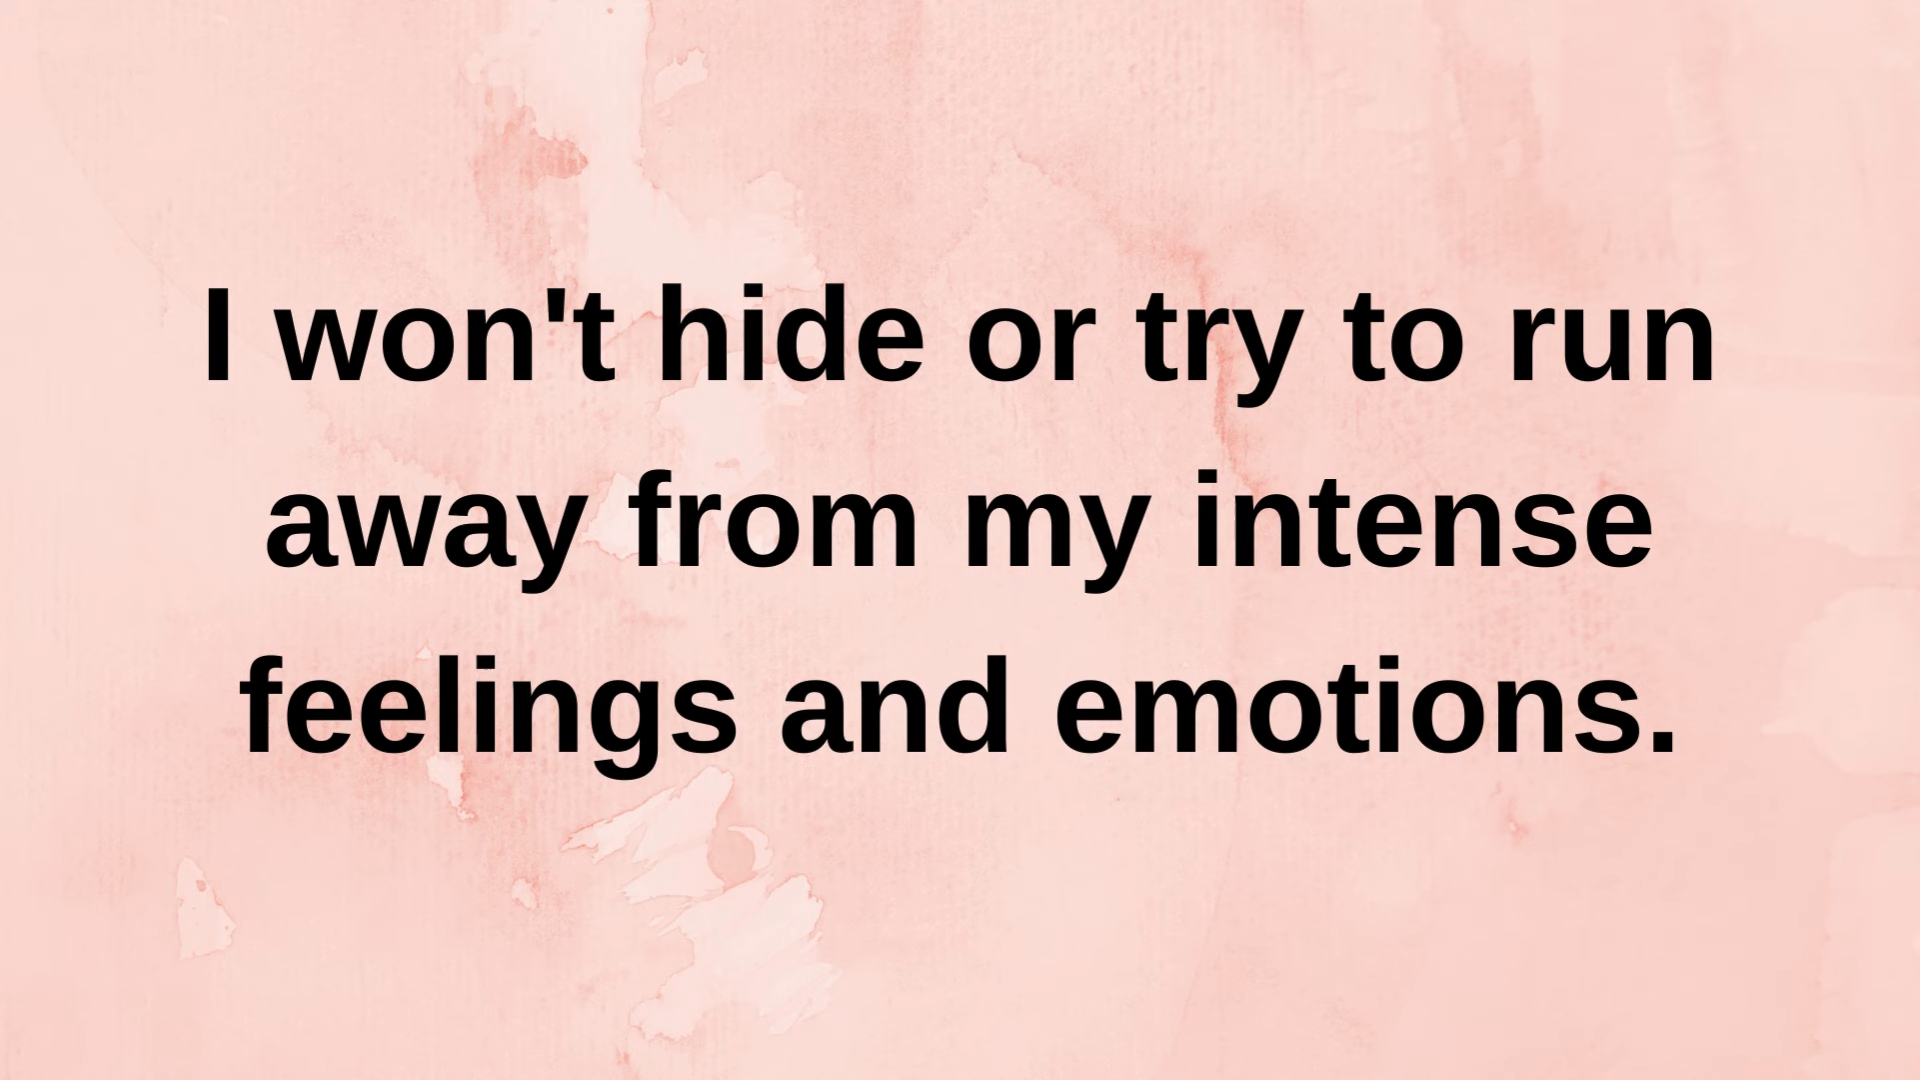 I won't hide or try to run
away from my intense
feelings and emotions.